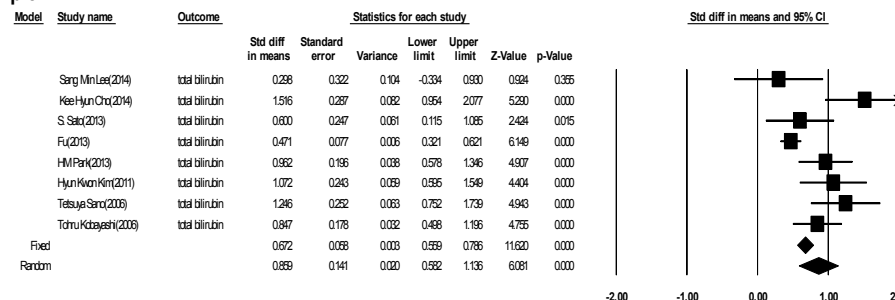 Model Study name Outcome Statistics for each study Std diff in means and 95% CI
Std diff in means Standard error Variance Lower limit Upper limit Z-Value p-Value
Sang Min Lee(2014) total bilirubin 0.298 0.322 0.104 -0.334 0.930 0.924 0.355
Kee Hyun Cho(2014) total bilirubin 1.516 0.287 0.082 0.954 2.077 5.290 0.000
S. Sato(2013) total bilirubin 0.600 0.247 0.061 0.115 1.085 2.424 0.015
Fu(2013) total bilirubin 0.471 0.077 0.006 0.321 0.621 6.149 0.000
HM Park(2013) total bilirubin 0.962 0.196 0.038 0.578 1.346 4.907 0.000
Hyun Kwon Kim(2011) total bilirubin 1.072 0.243 0.059 0.595 1.549 4.404 0.000
Tetsuya Sano(2006) total bilirubin 1.246 0.252 0.063 0.752 1.739 4.943 0.000
Tohru Kobayashi(2006) total bilirubin 0.847 0.178 0.032 0.498 1.196 4.755 0.000
Fixed 0.672 0.058 0.003 0.559 0.786 11.620 0.000
Random 0.859 0.141 0.020 0.582 1.136 6.081 0.000
-2.00 -1.00 0.00 1.00